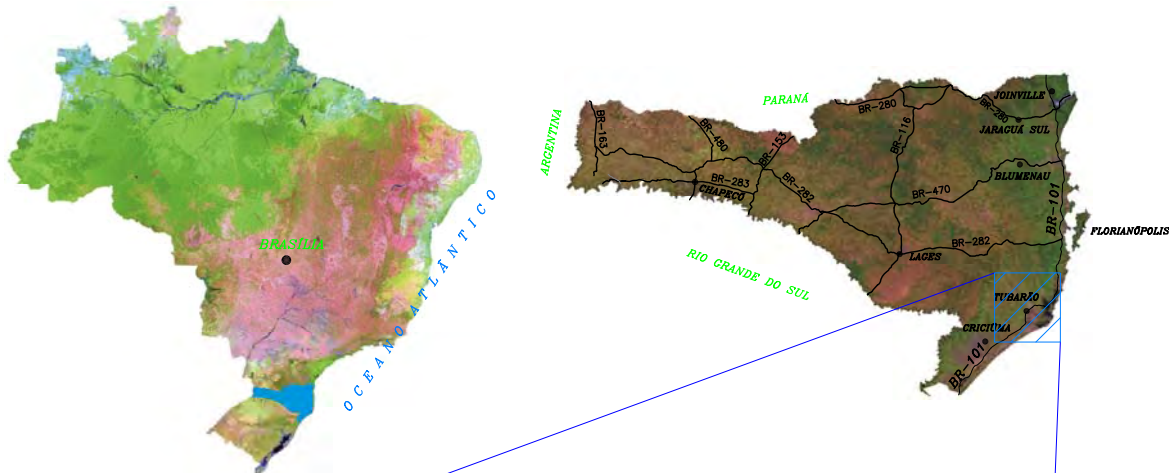 BRASÍLIA
OCEANO ATLÂNTICO
ARGENTINA
PARANÁ
RIO GRANDE DO SUL
BR-163
BR-480
BR-153
BR-283
CHAPECÓ
BR-282
BR-280
BR-116
BR-280
JOINVILLE
JARAGUÁ SUL
BLUMENAU
BR-470
BR-101
FLORIANÓPOLIS
BR-282
LAGES
TUBARÃO
CRICIÚMA
BR-101